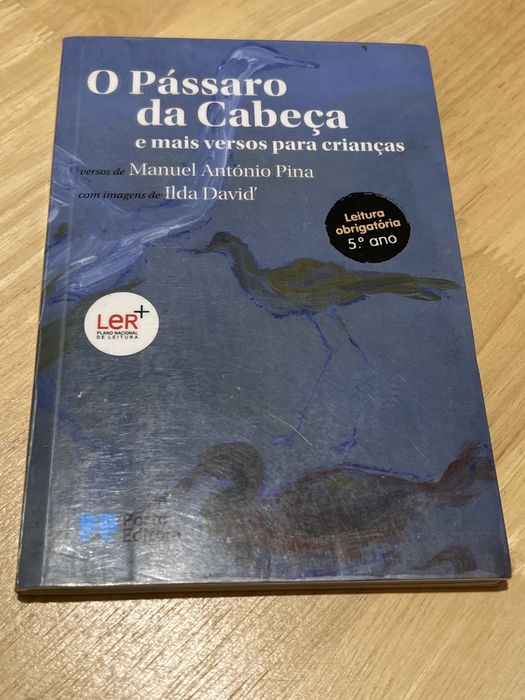 O Pássaro
da Cabeça
e mais versos para crianças
versos de Manuel António Pina
com imagens de Ilda David'
Leitura
obrigatória
5.º ano
LeR+
PLANO NACIONAL
DE LEITURA
Porto
Editora